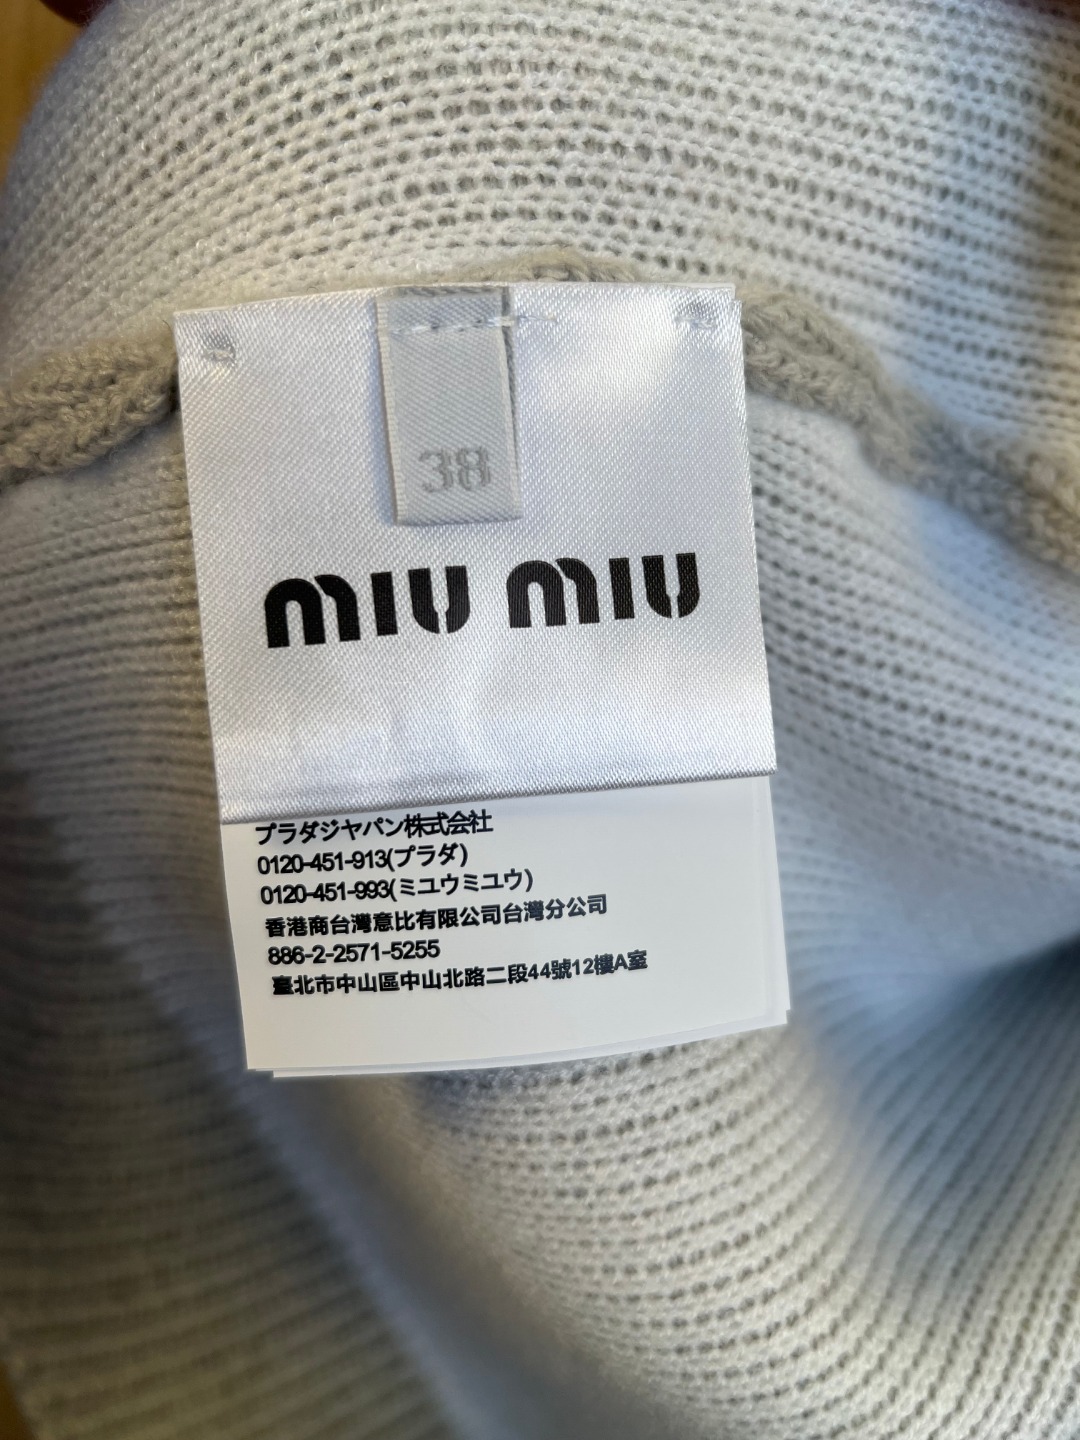 38
MIU MIU
プラダジヤパン株式会社
0120-451-913(プラダ)
0120-451-993(ミユウミユウ)
香港商台灣意比有限公司台灣分公司
886-2-2571-5255
臺北市中山區中山北路二段44號12樓A室